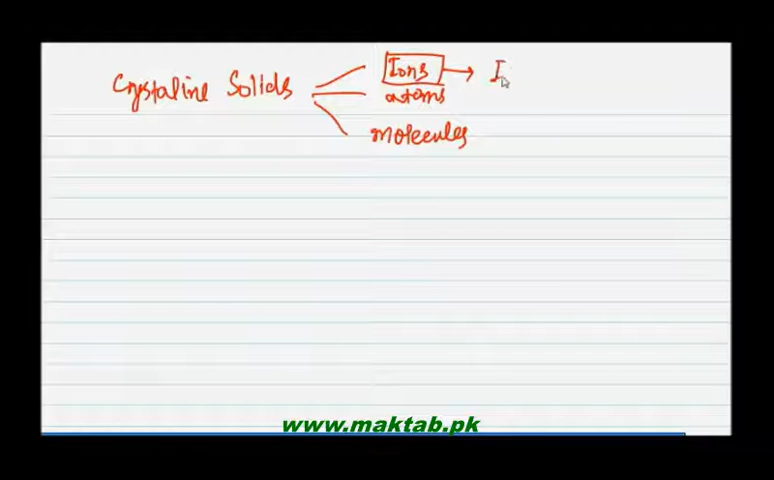 Crystaline Solids Ions → I
atoms
molecules
www.maktab.pk